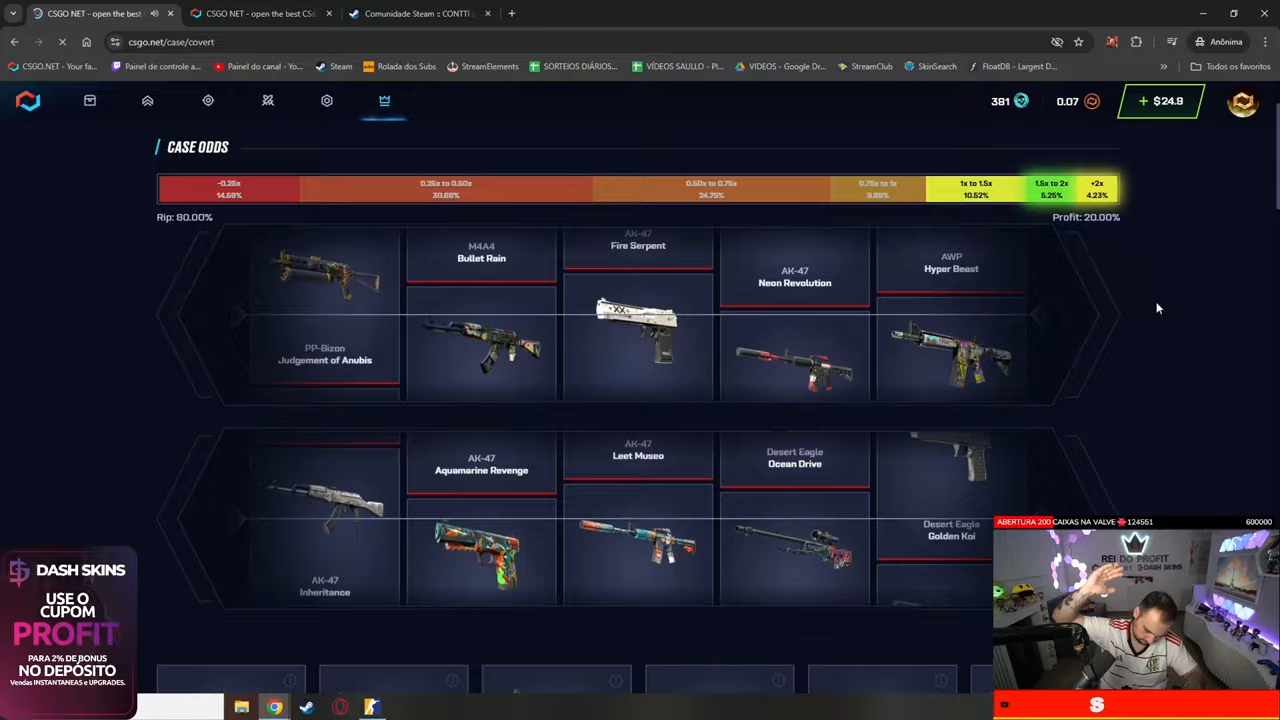 CSGO NET - open the best
CSGO NET - open the best CS
Comunidade Steam :: CONTTI
csgo.net/case/covert
Anônima
CSGO.NET - Your fa...
Painel de controle a...
Painel do canal - Yo...
Steam
Rolada dos Subs
StreamElements
SORTEIOS DIÁRIOS...
VÍDEOS SAULLO - PL...
VIDEOS - Google Dr...
StreamClub
SkinSearch
FloatDB - Largest D...
Todos os favoritos
381
0.07
+ $24.9
CASE ODDS
-0.25x
14.59%
0.25x to 0.50x
30.68%
0.50x to 0.75x
24.75%
0.75x to 1x
1x to 1.5x
10.52%
1.5x to 2x
5.25%
+2x
4.23%
Rip: 80.00%
Profit: 20.00%
PP-Bizon
Judgement of Anubis
M4A4
Bullet Rain
AK-47
Fire Serpent
AK-47
Neon Revolution
AWP
Hyper Beast
AK-47
Inheritance
AK-47
Aquamarine Revenge
AK-47
Leet Museo
Desert Eagle
Ocean Drive
Desert Eagle
Golden Koi
DASH SKINS
USE O
CUPOM
PROFIT
PARA 2% DE BONUS
NO DEPÓSITO
Vendas INSTANTANEAS e UPGRADES.
ABERTURA 200 CAIXAS NA VALVE 124551
600000
REI DO PROFIT
DASH SKINS
S